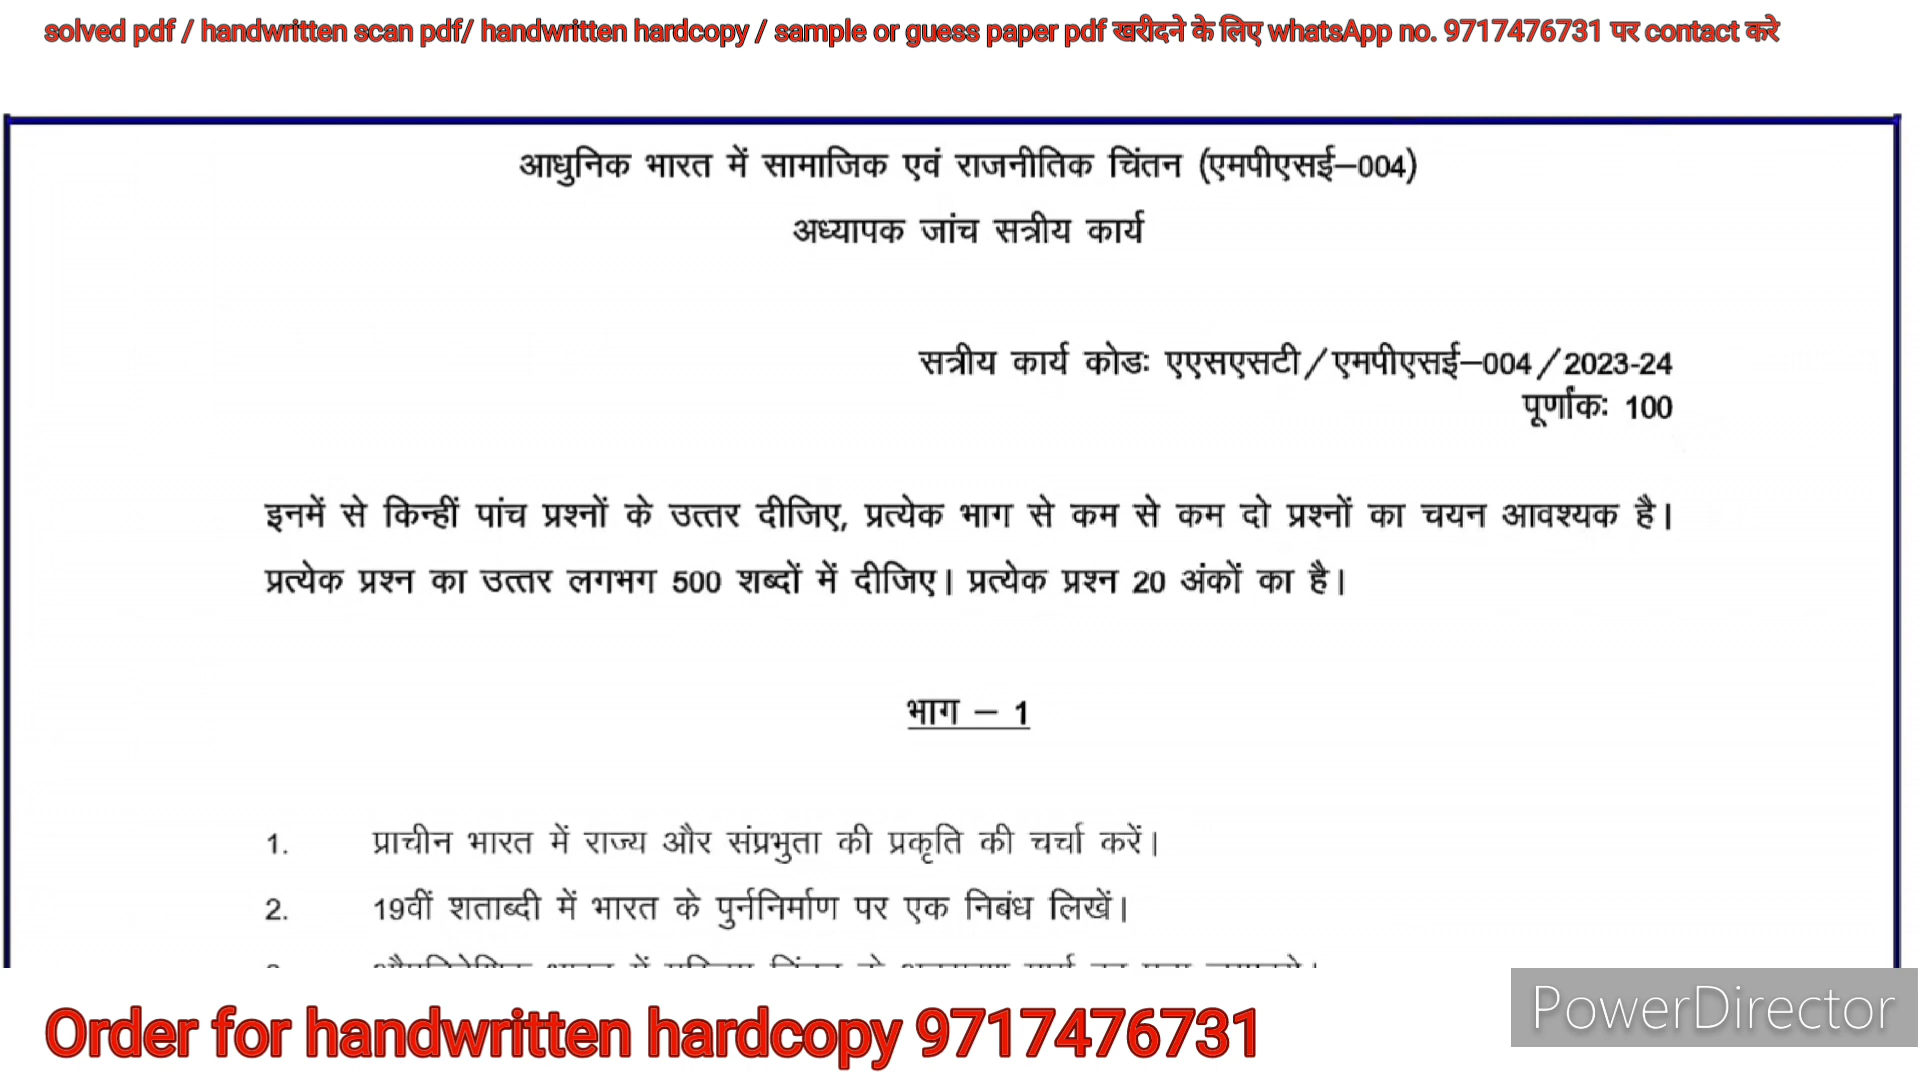 solved pdf / handwritten scan pdf/ handwritten hardcopy / sample or guess paper pdf खरीदने के लिए whatsApp no. 9717476731 पर contact करे
आधुनिक भारत में सामाजिक एवं राजनीतिक चिंतन (एमपीएसई–004)
अध्यापक जांच सत्रीय कार्य
सत्रीय कार्य कोडः एएसएसटी/एमपीएसई–004/2023-24
पूर्णांकः 100
इनमें से किन्हीं पांच प्रश्नों के उत्तर दीजिए, प्रत्येक भाग से कम से कम दो प्रश्नों का चयन आवश्यक है।
प्रत्येक प्रश्न का उत्तर लगभग 500 शब्दों में दीजिए। प्रत्येक प्रश्न 20 अंकों का है।
भाग – 1
1. प्राचीन भारत में राज्य और संप्रभुता की प्रकृति की चर्चा करें।
2. 19वीं शताब्दी में भारत के पुर्ननिर्माण पर एक निबंध लिखें।
Order for handwritten hardcopy 9717476731
PowerDirector